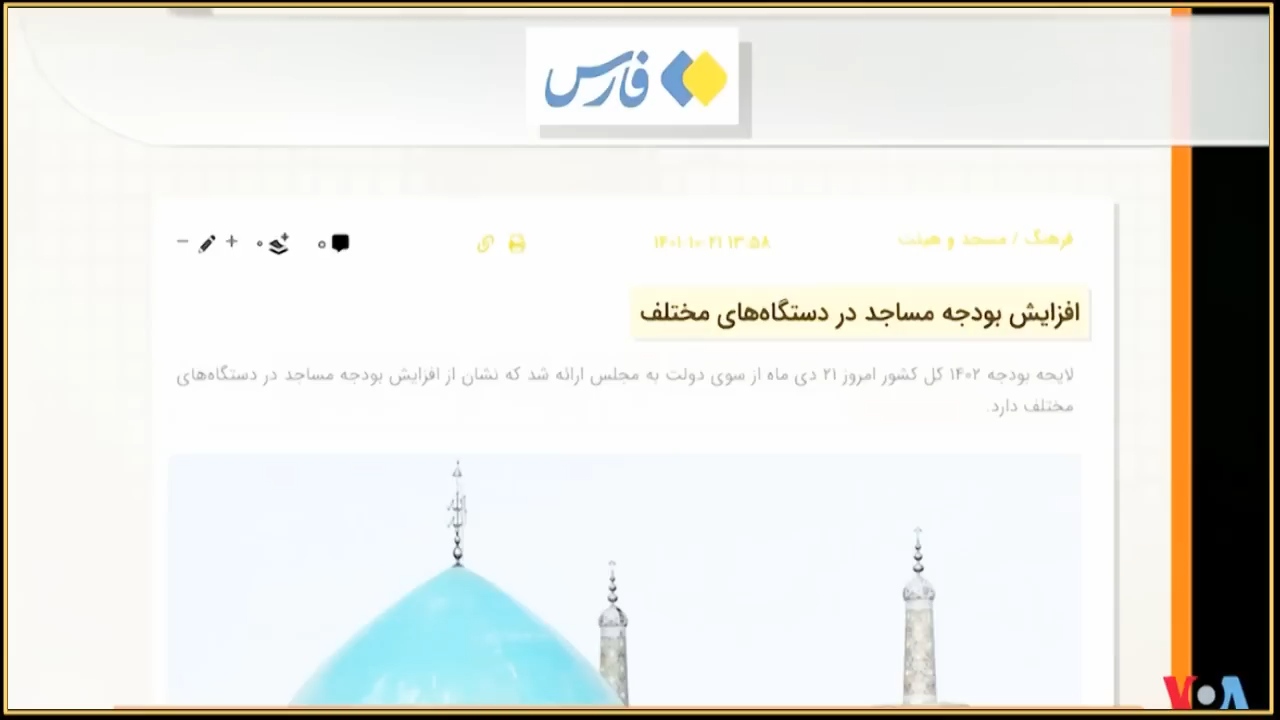 فارس
فرهنگ / مسجد و هیئت
۱۴۰۱-۱۰-۲۱ ۱۳:۵۸
افزایش بودجه مساجد در دستگاه‌های مختلف
لایحه بودجه ۱۴۰۲ کل کشور امروز ۲۱ دی ماه از سوی دولت به مجلس ارائه شد که نشان از افزایش بودجه مساجد در دستگاه‌های
مختلف دارد.
VOA